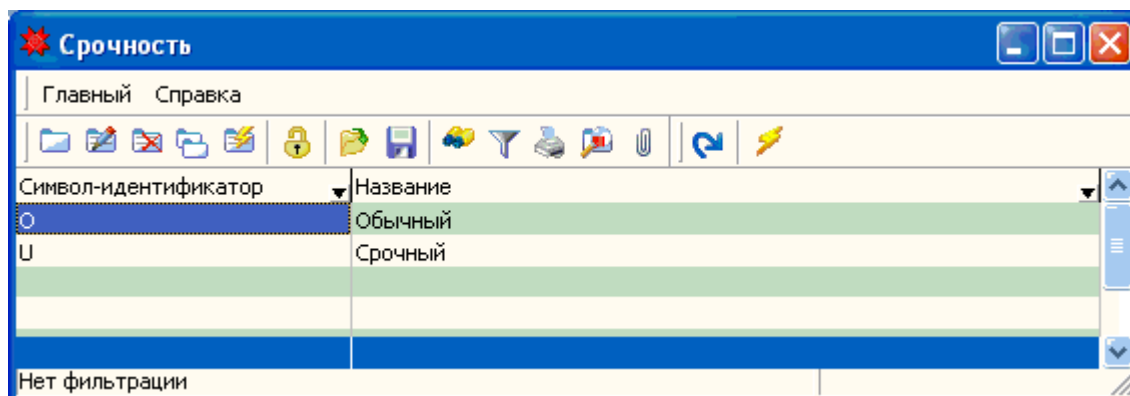 Срочность
Главный Справка
Символ-идентификатор Название
O Обычный
U Срочный
Нет фильтрации